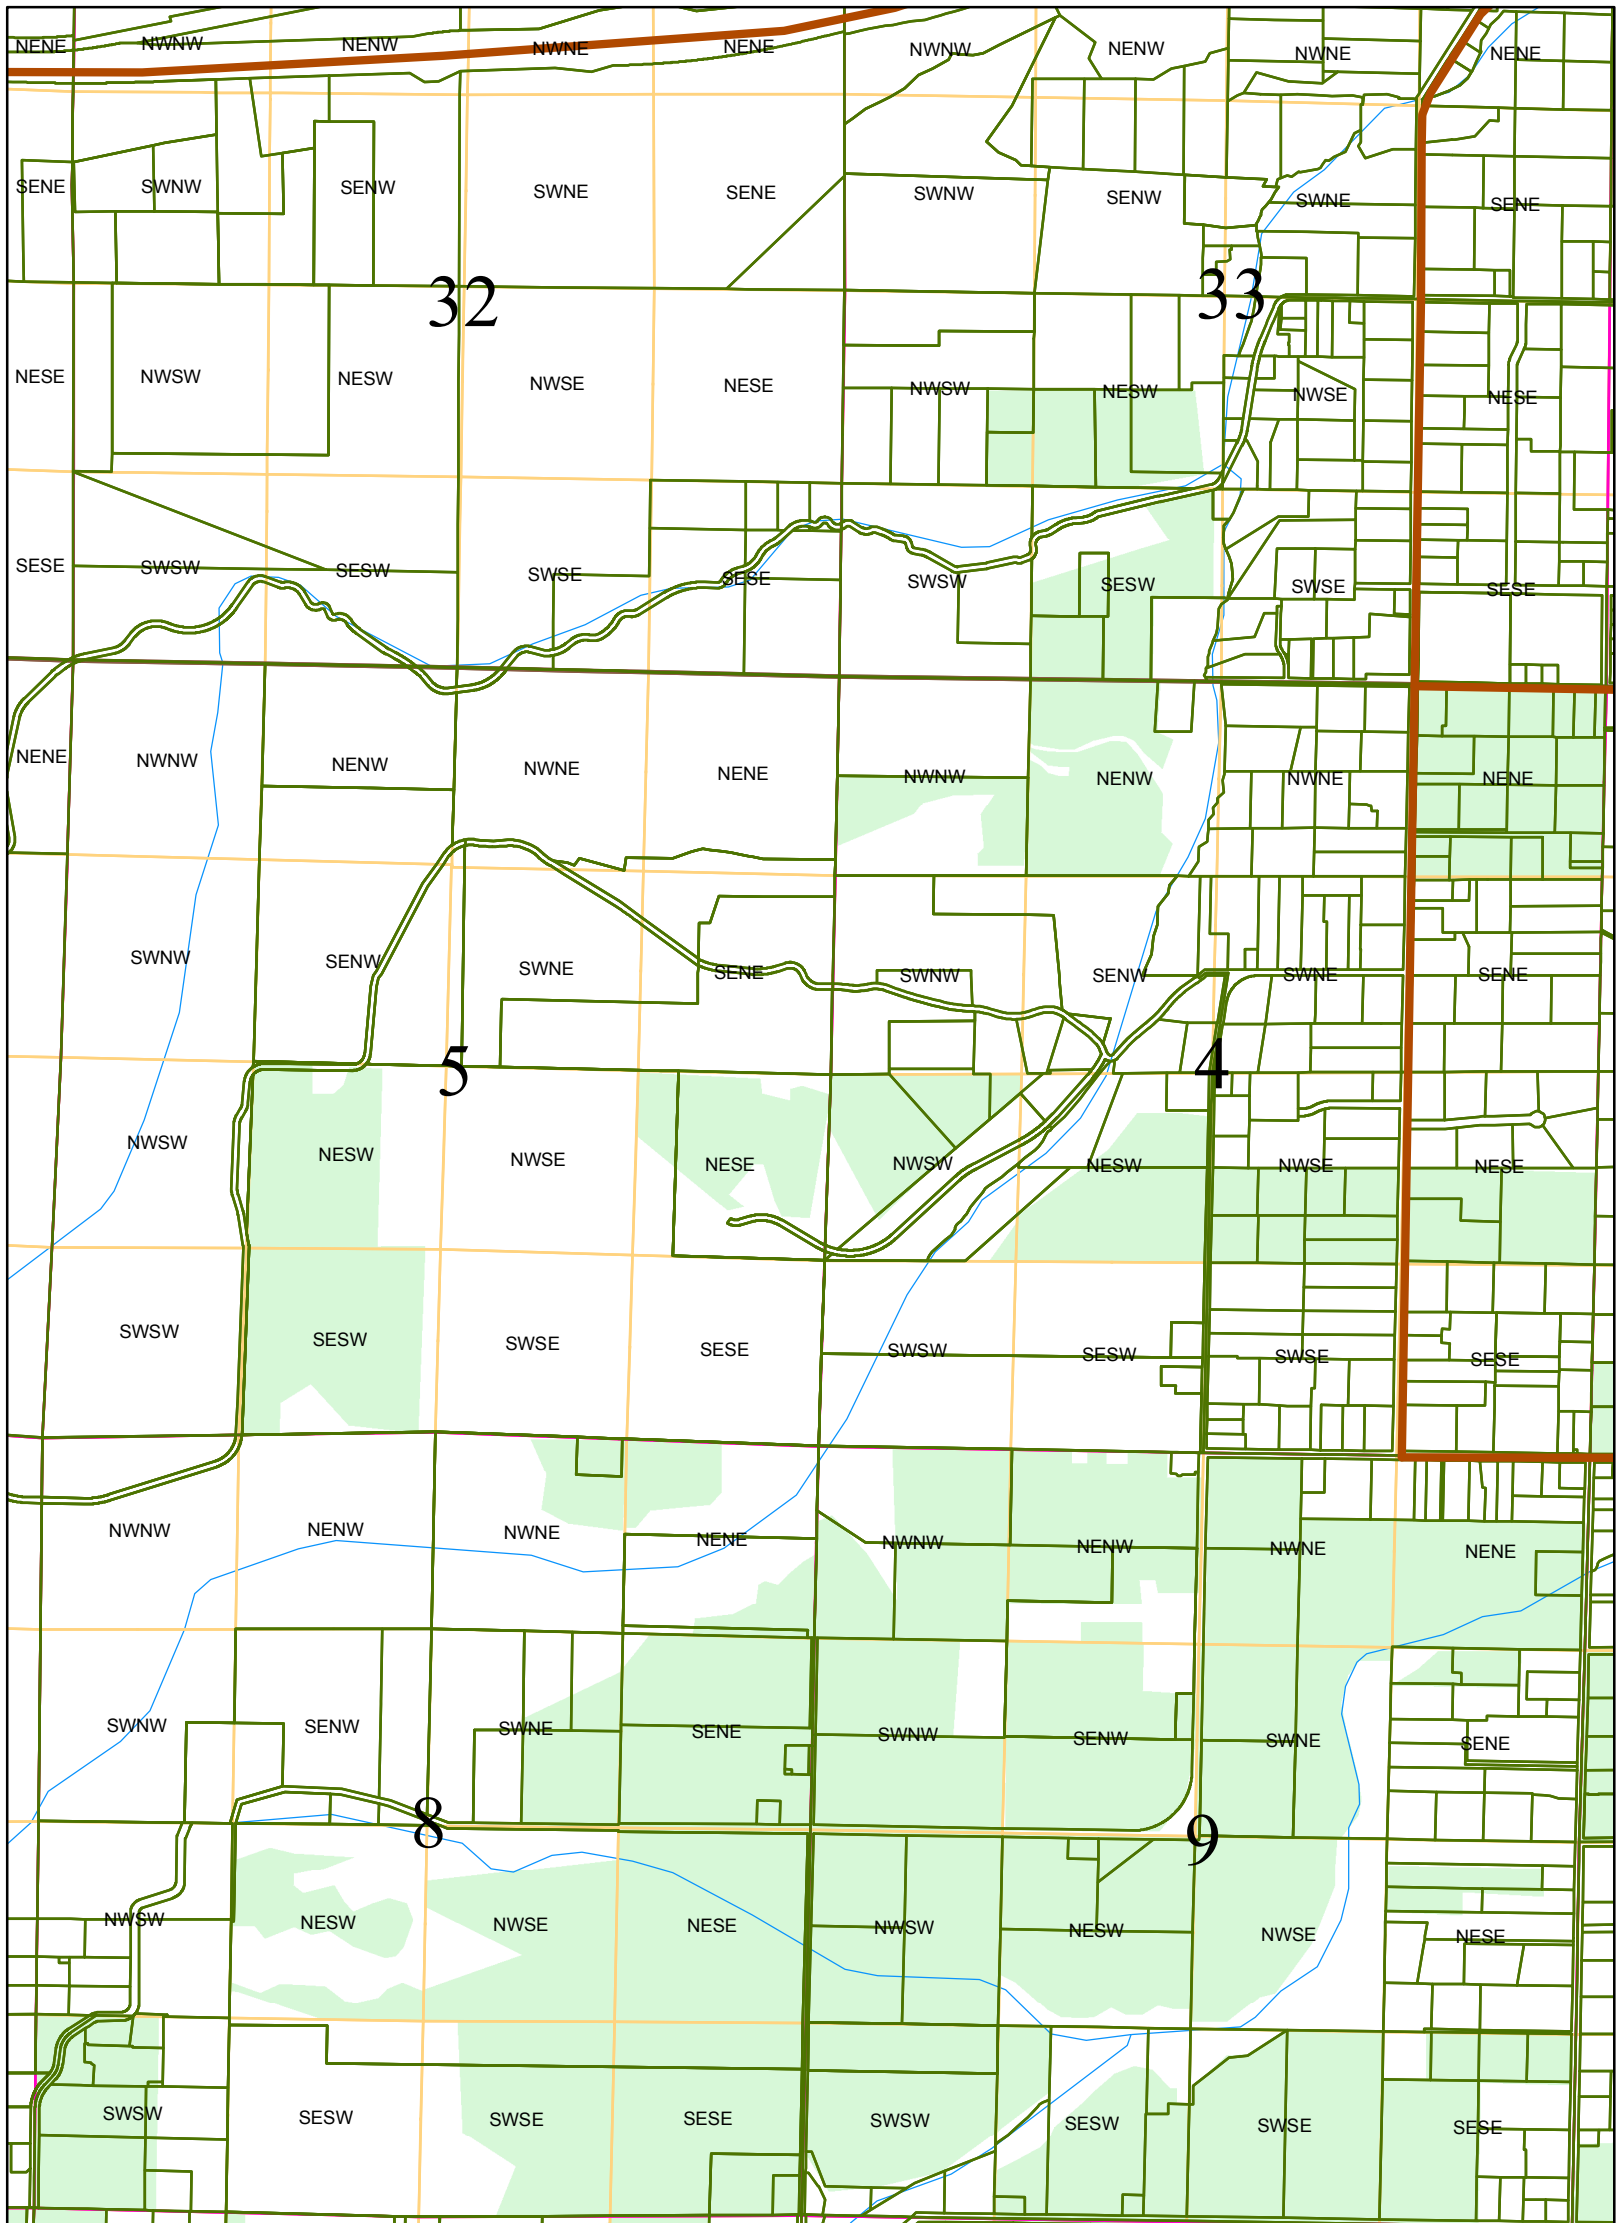 NENE NWNW NENW NWNE NENE NWNW NENW NWNE NENE
SENE SWNW SENW SWNE SENE SWNW SENW SWNE SENE
32 33
NESE NWSW NESW NWSE NESE NWSW NESW NWSE NESE
SESE SWSW SESW SWSE SESE SWSW SESW SWSE SESE
NENE NWNW NENW NWNE NENE NWNW NENW NWNE NENE
SWNW SENW SWNE SENE SWNW SENW SWNE SENE
5 4
NWSW NESW NWSE NESE NWSW NESW NWSE NESE
SWSW SESW SWSE SESE SWSW SESW SWSE SESE
NWNW NENW NWNE NENE NWNW NENW NWNE NENE
SWNW SENW SWNE SENE SWNW SENW SWNE SENE
8 9
NWSW NESW NWSE NESE NWSW NESW NWSE NESE
SWSW SESW SWSE SESE SWSW SESW SWSE SESE